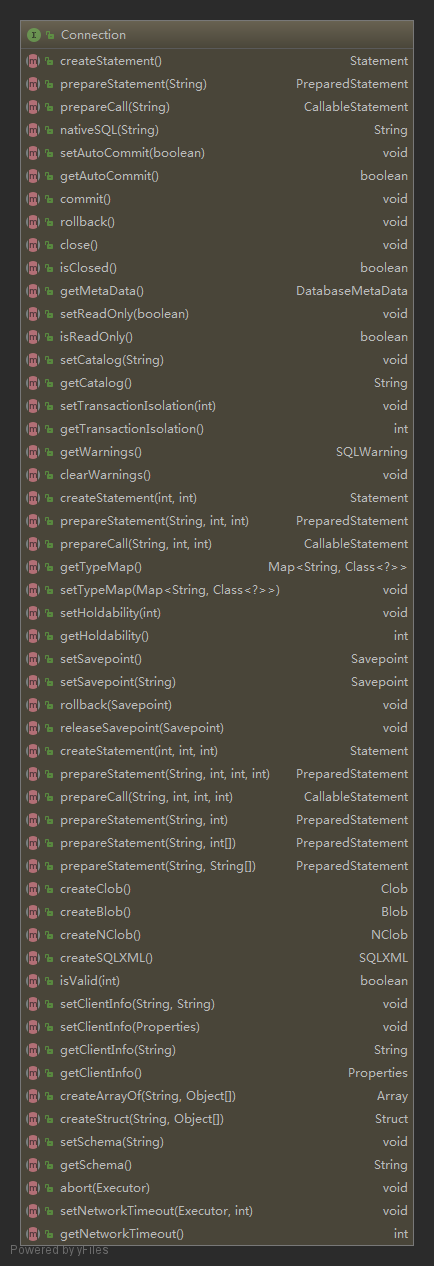 Connection
createStatement() Statement
prepareStatement(String) PreparedStatement
prepareCall(String) CallableStatement
nativeSQL(String) String
setAutoCommit(boolean) void
getAutoCommit() boolean
commit() void
rollback() void
close() void
isClosed() boolean
getMetaData() DatabaseMetaData
setReadOnly(boolean) void
isReadOnly() boolean
setCatalog(String) void
getCatalog() String
setTransactionIsolation(int) void
getTransactionIsolation() int
getWarnings() SQLWarning
clearWarnings() void
createStatement(int, int) Statement
prepareStatement(String, int, int) PreparedStatement
prepareCall(String, int, int) CallableStatement
getTypeMap() Map<String, Class<?>>
setTypeMap(Map<String, Class<?>>) void
setHoldability(int) void
getHoldability() int
setSavepoint() Savepoint
setSavepoint(String) Savepoint
rollback(Savepoint) void
releaseSavepoint(Savepoint) void
createStatement(int, int, int) Statement
prepareStatement(String, int, int, int) PreparedStatement
prepareCall(String, int, int, int) CallableStatement
prepareStatement(String, int) PreparedStatement
prepareStatement(String, int[]) PreparedStatement
prepareStatement(String, String[]) PreparedStatement
createClob() Clob
createBlob() Blob
createNClob() NClob
createSQLXML() SQLXML
isValid(int) boolean
setClientInfo(String, String) void
setClientInfo(Properties) void
getClientInfo(String) String
getClientInfo() Properties
createArrayOf(String, Object[]) Array
createStruct(String, Object[]) Struct
setSchema(String) void
getSchema() String
abort(Executor) void
setNetworkTimeout(Executor, int) void
getNetworkTimeout() int
Powered by yFiles